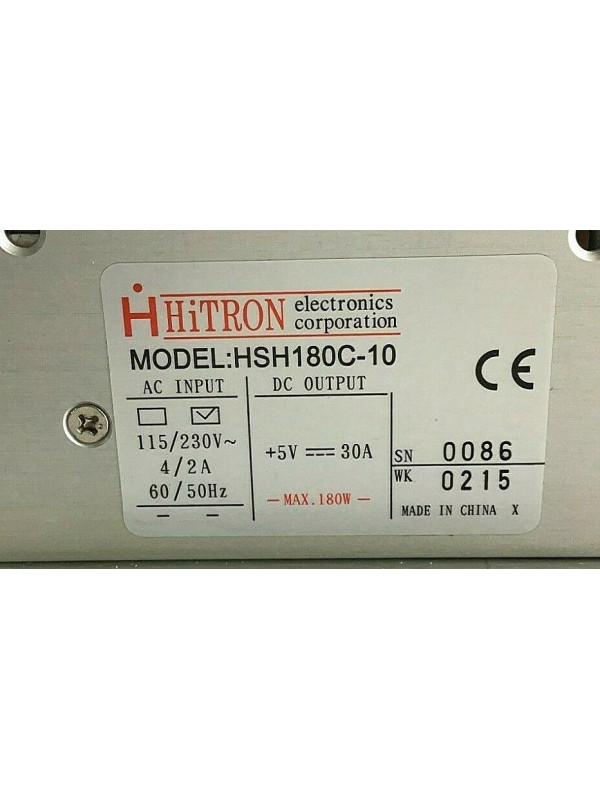 HiTRON electronics
corporation
MODEL:HSH180C-10
CE
AC INPUT
115/230V~
4/2A
60/50Hz
DC OUTPUT
+5V ⎓ 30A
— MAX.180W —
SN 0086
WK 0215
MADE IN CHINA X